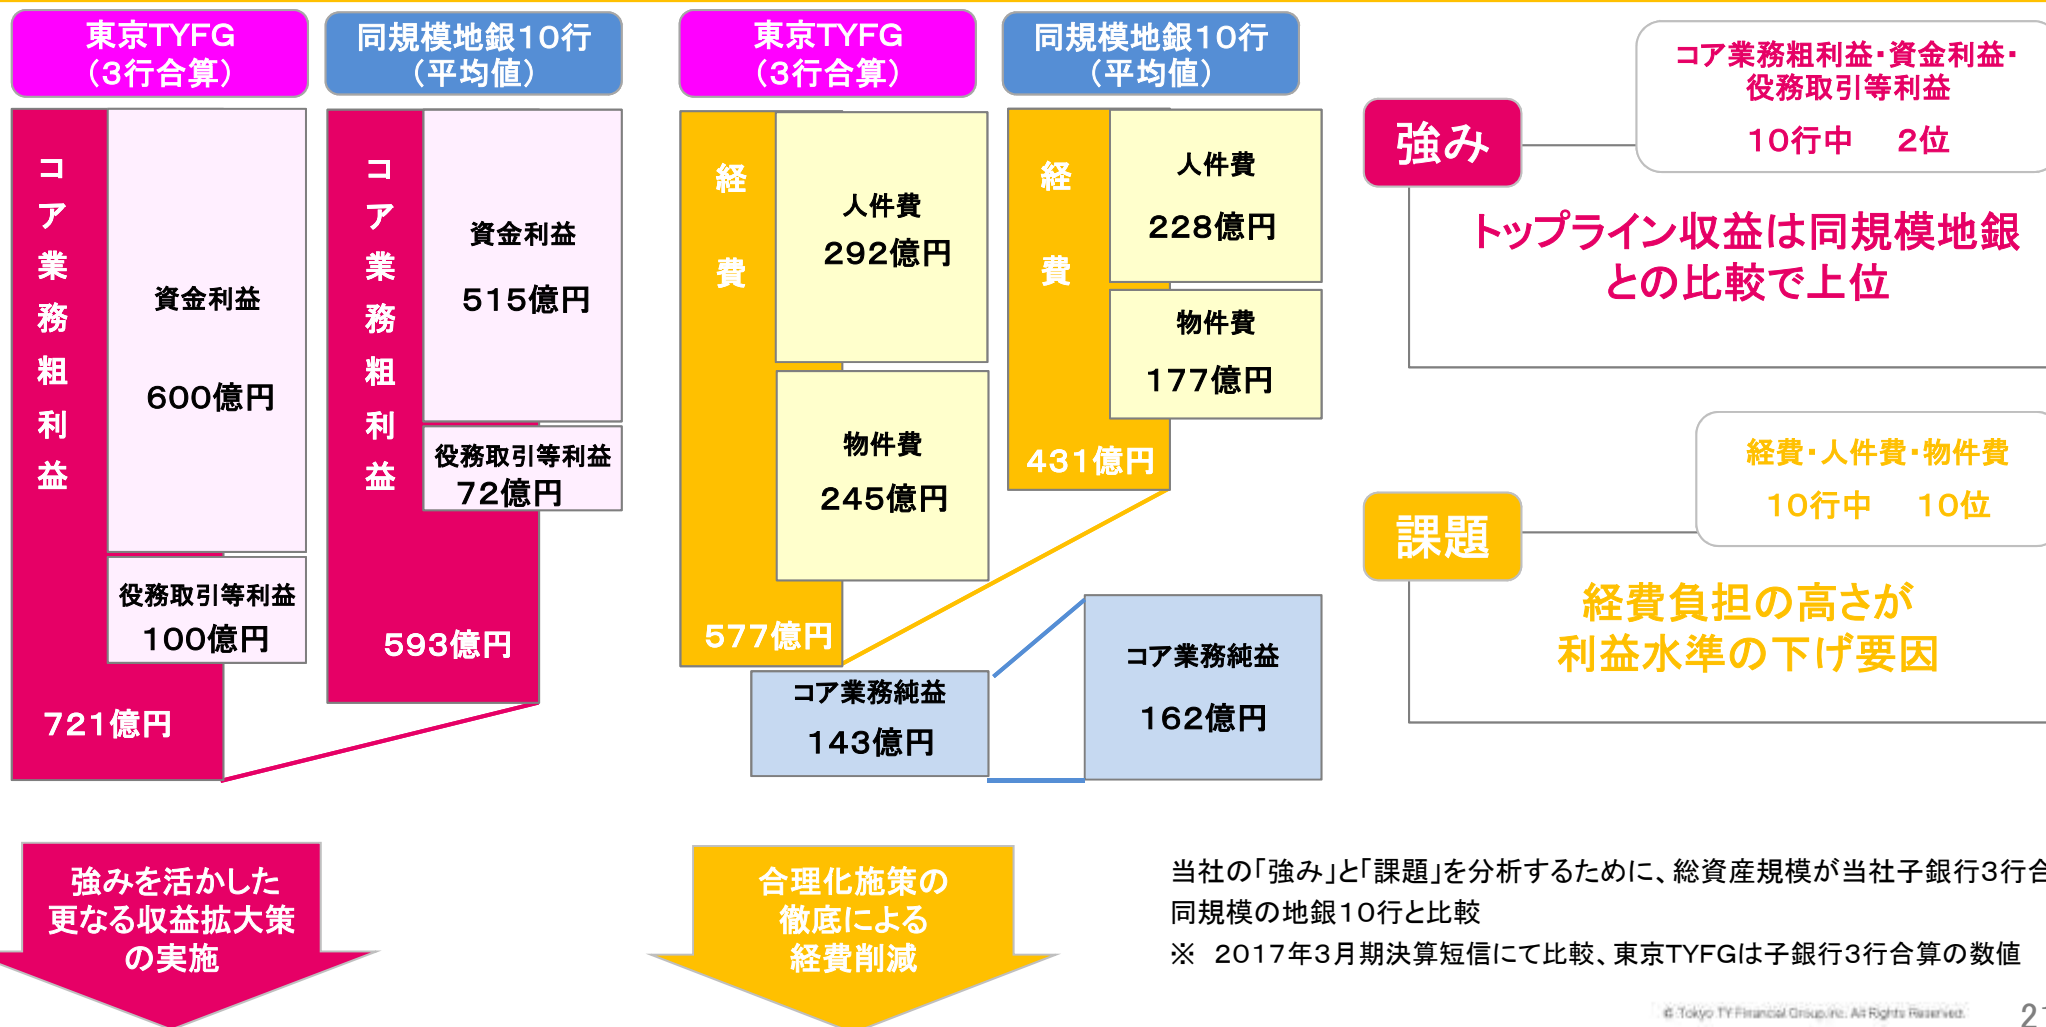 東京TYFG
（3行合算）
同規模地銀10行
（平均値）
コア業務粗利益
資金利益
600億円
役務取引等利益
100億円
721億円
コア業務粗利益
資金利益
515億円
役務取引等利益
72億円
593億円
東京TYFG
（3行合算）
同規模地銀10行
（平均値）
経費
人件費
292億円
物件費
245億円
577億円
経費
人件費
228億円
物件費
177億円
431億円
コア業務純益
143億円
コア業務純益
162億円
コア業務粗利益・資金利益・
役務取引等利益
10行中　2位
強み
トップライン収益は同規模地銀
との比較で上位
経費・人件費・物件費
10行中　10位
課題
経費負担の高さが
利益水準の下げ要因
強みを活かした
更なる収益拡大策
の実施
合理化施策の
徹底による
経費削減
当社の「強み」と「課題」を分析するために、総資産規模が当社子銀行3行合
同規模の地銀10行と比較
※　2017年3月期決算短信にて比較、東京TYFGは子銀行3行合算の数値
© Tokyo TY Financial Group,Inc. All Rights Reserved.